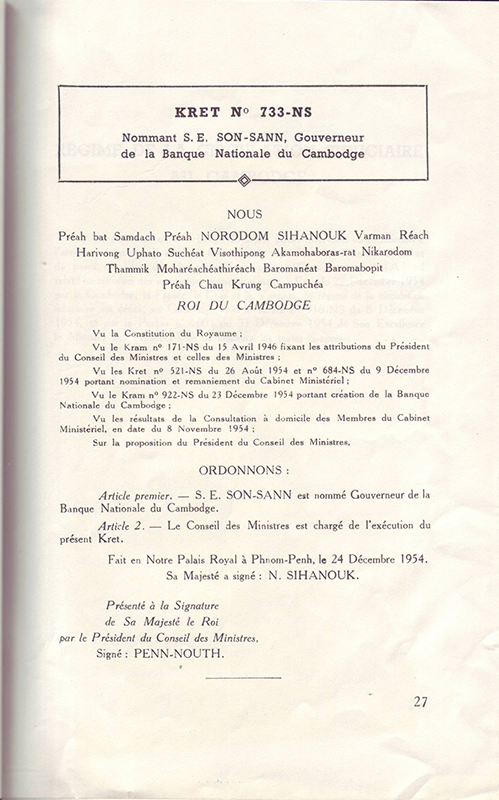 KRET Nº 733-NS
Nommant S. E. SON-SANN, Gouverneur
de la Banque Nationale du Cambodge
NOUS
Préah bat Samdach Préah NORODOM SIHANOUK Varman Réach
Harivong Uphato Suchéat Visothipong Akamohaboras-rat Nikarodom
Thammik Moharéachéathiréach Baromanéat Baromabopit
Préah Chau Krung Campuchéa
ROI DU CAMBODGE
Vu la Constitution du Royaume ;
Vu le Kram nº 171-NS du 15 Avril 1946 fixant les attributions du Président
du Conseil des Ministres et celles des Ministres ;
Vu les Kret nº 521-NS du 26 Août 1954 et nº 684-NS du 9 Décembre
1954 portant nomination et remaniement du Cabinet Ministériel ;
Vu le Kram nº 922-NS du 23 Décembre 1954 portant création de la Banque
Nationale du Cambodge ;
Vu les résultats de la Consultation à domicile des Membres du Cabinet
Ministériel, en date du 8 Novembre 1954 ;
Sur la proposition du Président du Conseil des Ministres,
ORDONNONS :
Article premier. — S. E. SON-SANN est nommé Gouverneur de la
Banque Nationale du Cambodge.
Article 2. — Le Conseil des Ministres est chargé de l'exécution du
présent Kret.
Fait en Notre Palais Royal à Phnom-Penh, le 24 Décembre 1954.
Sa Majesté a signé : N. SIHANOUK.
Présenté à la Signature
de Sa Majesté le Roi
par le Président du Conseil des Ministres,
Signé : PENN-NOUTH.
27